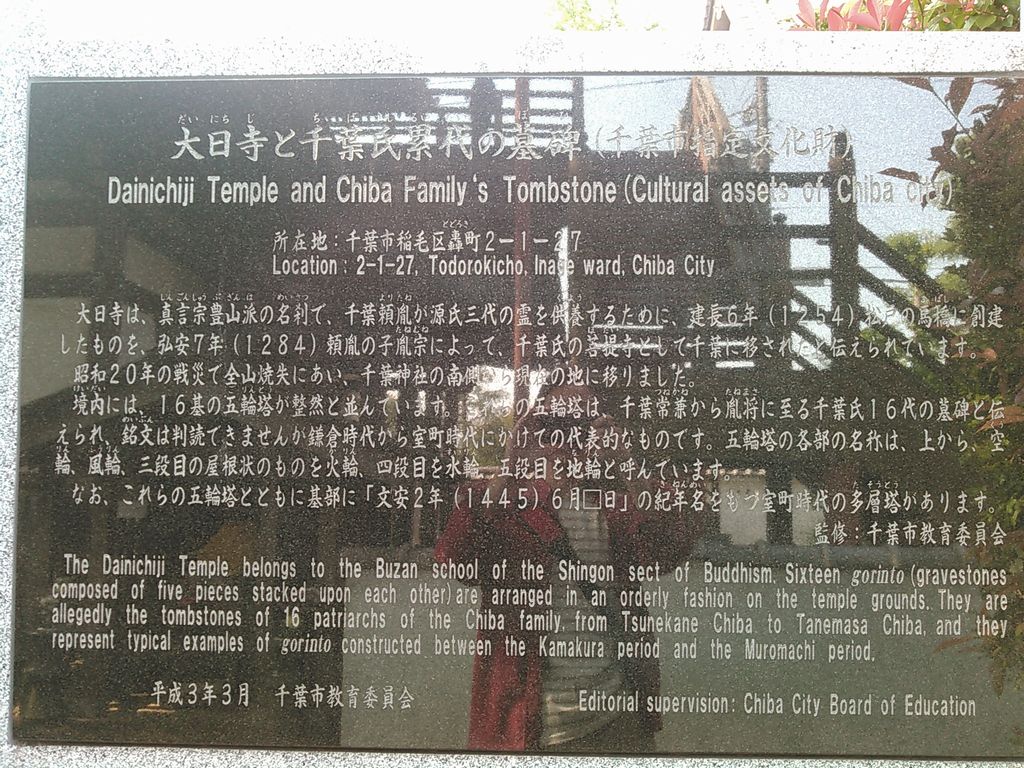 大日寺と千葉氏累代の墓碑（千葉市指定文化財）
Dainichiji Temple and Chiba Family's Tombstone (Cultural assets of Chiba city)
所在地：千葉市稲毛区轟町２－１－２７
Location : 2-1-27, Todorokicho, Inage ward, Chiba City
大日寺は、真言宗豊山派の名刹で、千葉頼胤が源氏三代の霊を供養するために、建長６年（１２５４）松戸の馬橋に創建
したものを、弘安７年（１２８４）頼胤の子胤宗によって、千葉氏の菩提寺として千葉に移されたと伝えられています。
昭和２０年の戦災で全山焼失にあい、千葉神社の南側から現在の地に移りました。
境内には、１６基の五輪塔が整然と並んでいます。これらの五輪塔は、千葉常兼から胤将に至る千葉氏１６代の墓碑と伝
えられ、銘文は判読できませんが鎌倉時代から室町時代にかけての代表的なものです。五輪塔の各部の名称は、上から、空
輪、風輪、三段目の屋根状のものを火輪、四段目を水輪、五段目を地輪と呼んでいます。
なお、これらの五輪塔とともに基部に「文安２年（１４４５）６月□日」の紀年名をもつ室町時代の多層塔があります。
監修：千葉市教育委員会
The Dainichiji Temple belongs to the Buzan school of the Shingon sect of Buddhism. Sixteen gorinto (gravestones
composed of five pieces stacked upon each other) are arranged in an orderly fashion on the temple grounds. They are
allegedly the tombstones of 16 patriarchs of the Chiba family, from Tsunekane Chiba to Tanemasa Chiba, and they
represent typical examples of gorinto constructed between the Kamakura period and the Muromachi period.
平成３年３月 千葉市教育委員会
Editorial supervision: Chiba City Board of Education